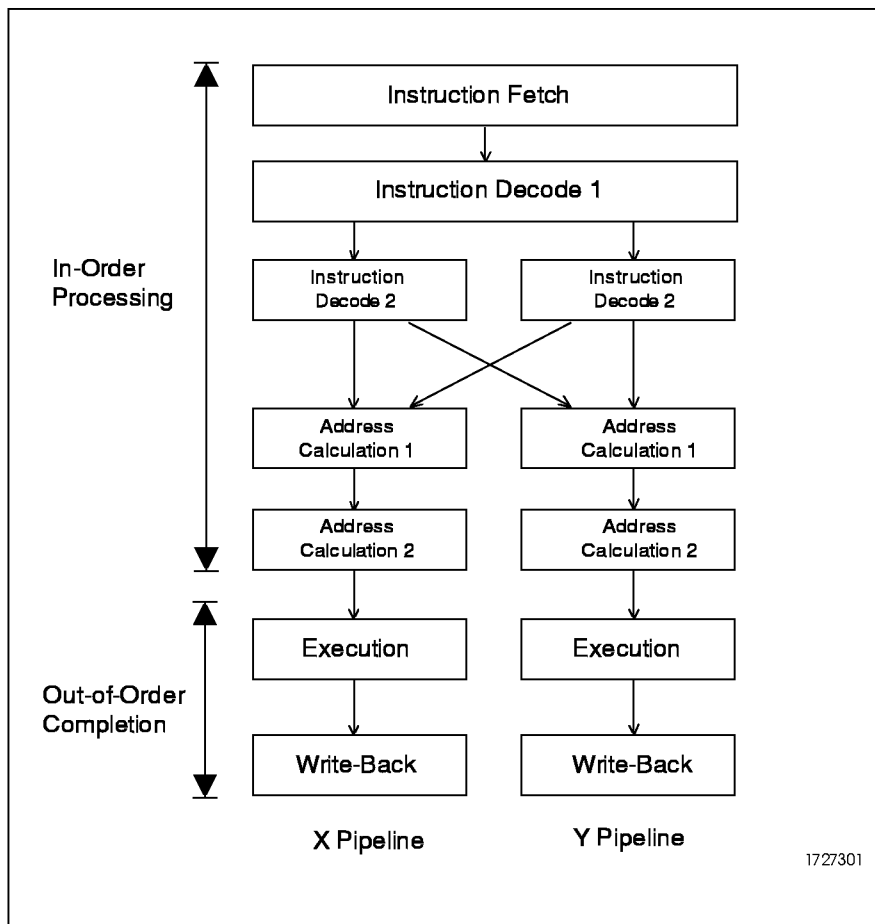 Instruction Fetch
Instruction Decode 1
In-Order
Processing
Instruction
Decode 2
Instruction
Decode 2
Address
Calculation 1
Address
Calculation 1
Address
Calculation 2
Address
Calculation 2
Out-of-Order
Completion
Execution
Execution
Write-Back
Write-Back
X Pipeline
Y Pipeline
1727301